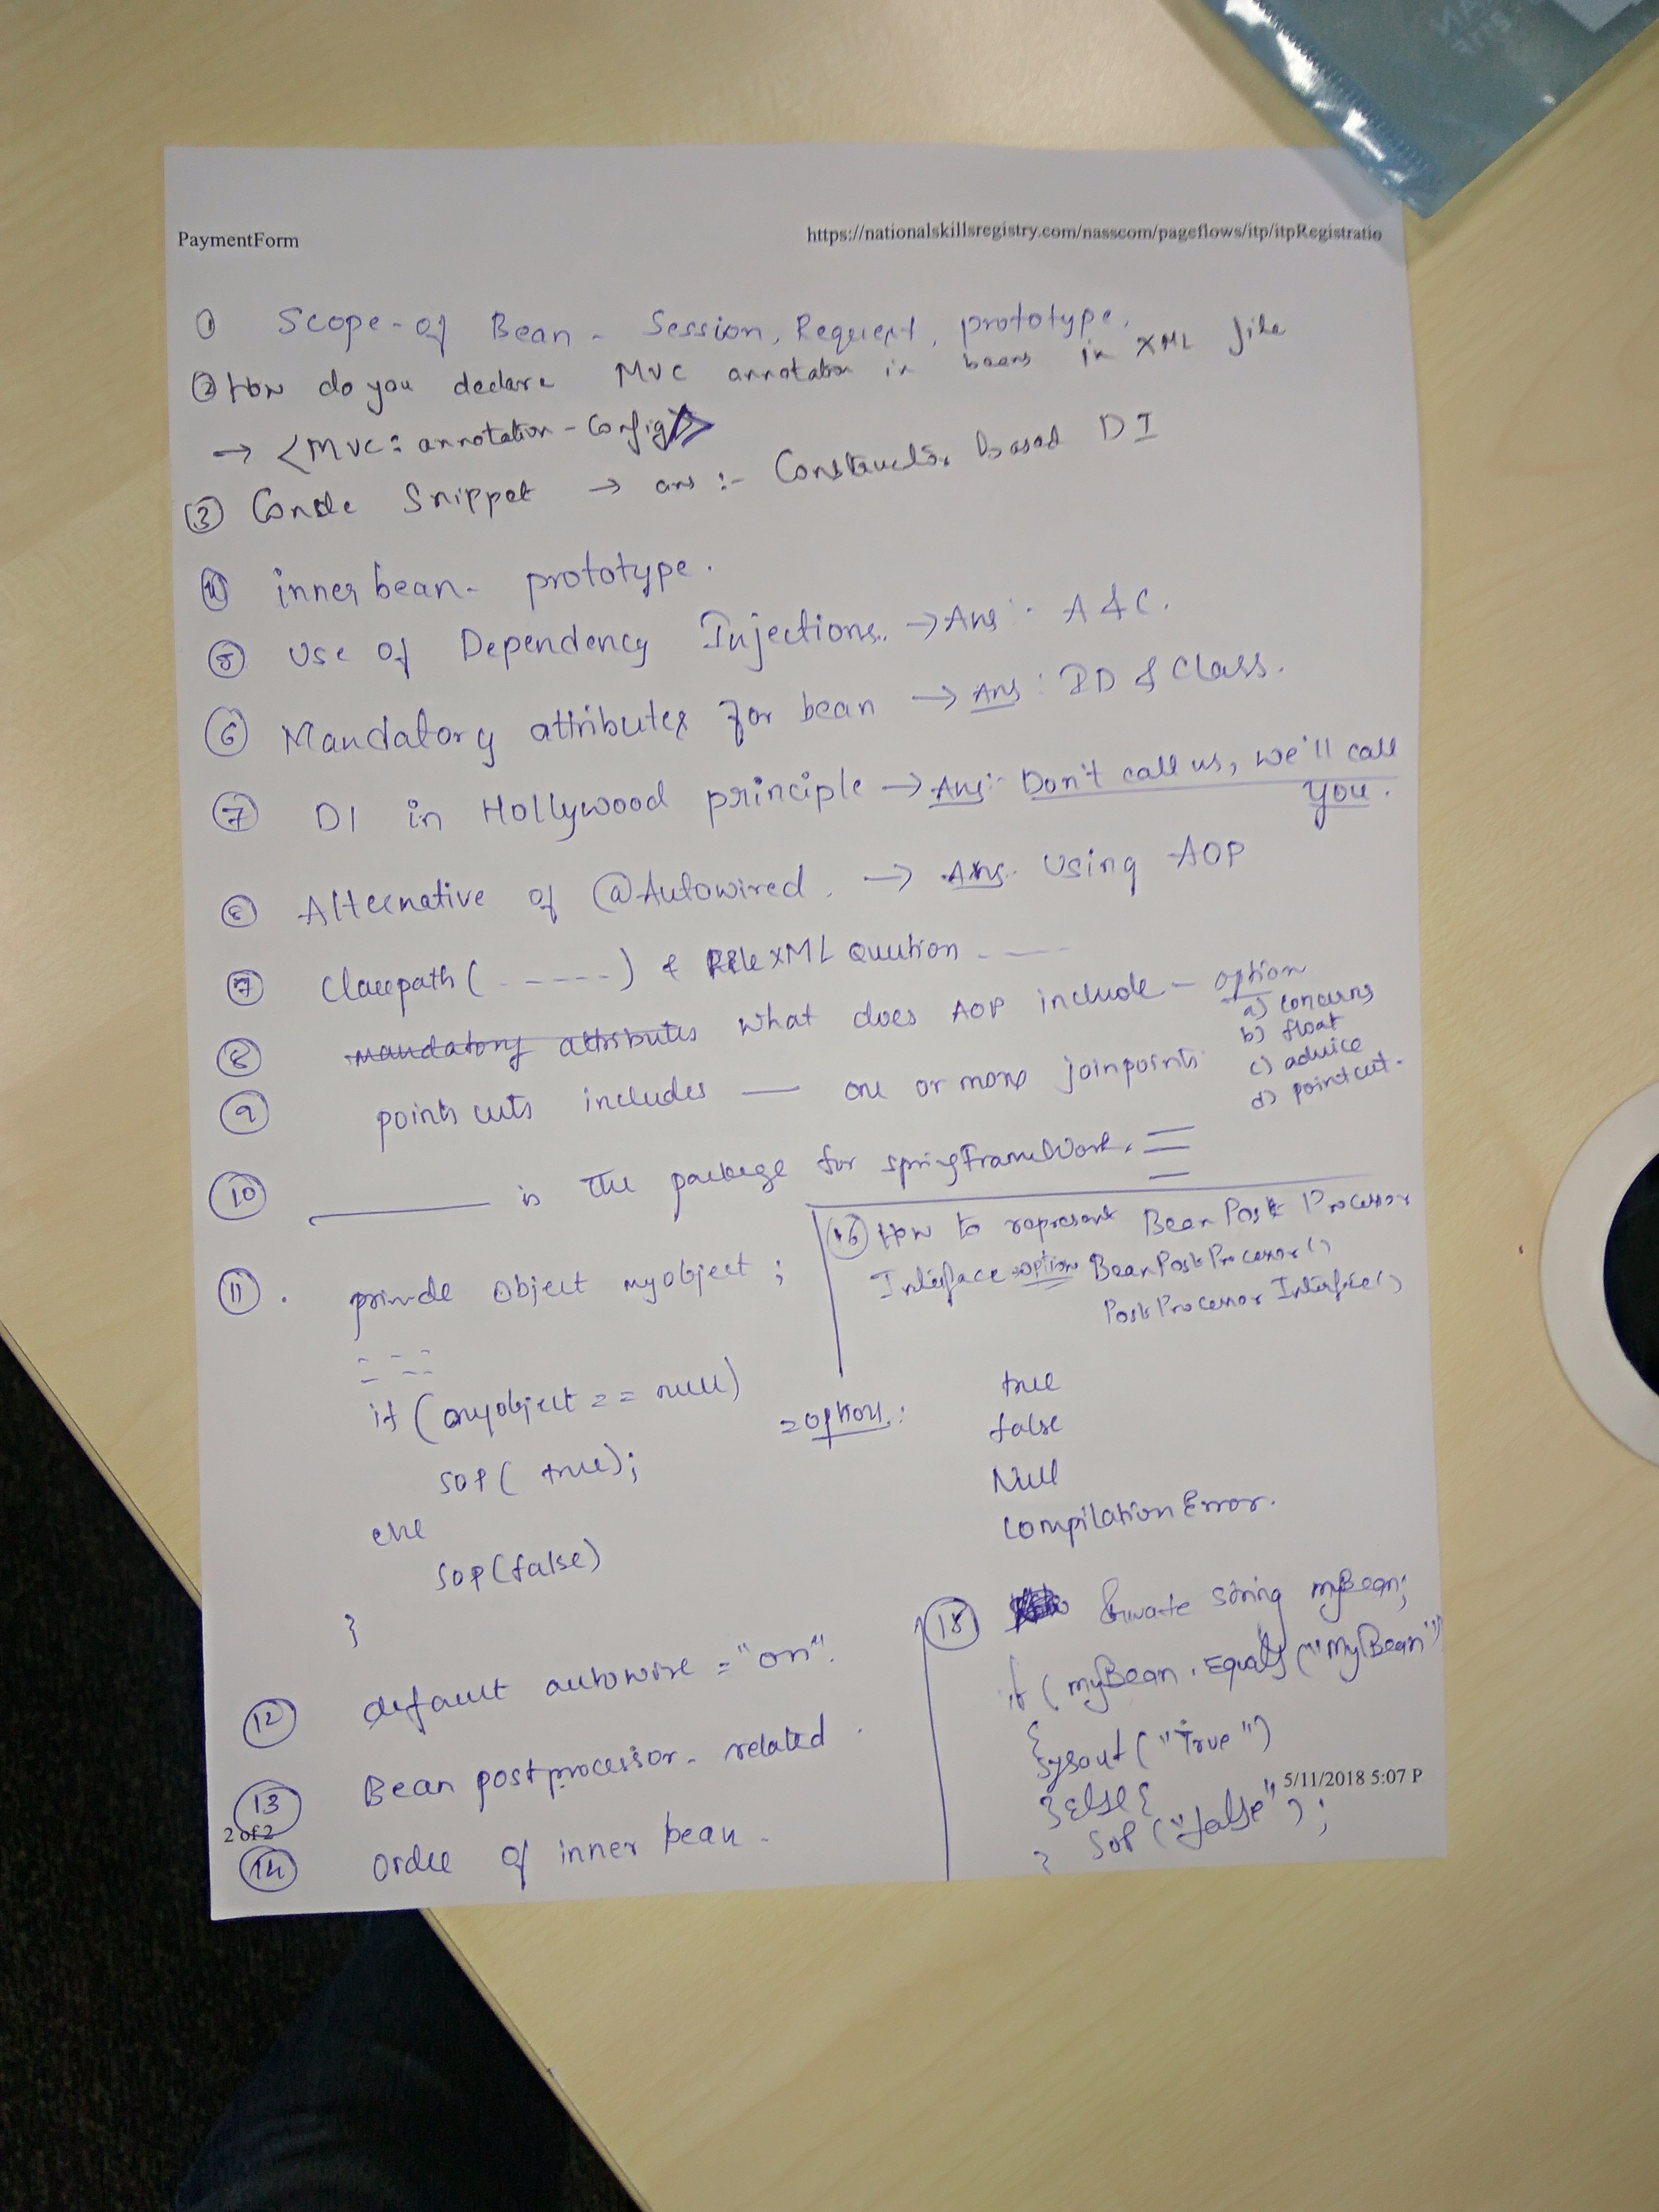 PaymentForm
https://nationalskillsregistry.com/nasscom/pageflows/itp/itpRegistratio
① Scope-of Bean - Session, Request, prototype.
② How do you declare MVC annotation in beans in XML file
→ <MVC: annotation-Config/>
③ Conde Snippet → ans :- Constructor based DI
④ inner bean - prototype.
⑤ Use of Dependency Injections. → Ans :- A & C.
⑥ Mandatory attributes for bean → Ans : ID & Class.
⑦ DI in Hollywood principle → Ans:- Don't call us, we'll call
you.
⑧ Alternative of @Autowired. → Ans. Using AOP
⑦ Classpath ( ----- ) & File XML Question - ---
⑧ mandatory attributes what does AOP include - option
a) concerns
b) float
c) advice
d) pointcut.
⑨ points cuts includes — one or more joinpoints
⑩ ______ is the package for springFramework.
⑯ How to represent Bean Post Processor
Interface option BeanPostProcessor()
PostProcessor Interface()
⑪ . private Object myobject ;
if (myobject == null)
= option :
true
sop( true);
false
Null
else
Compilation Error.
sop(false)
}
⑫ default autowire = "on".
⑬ Bean postprocessor - related .
⑭ order of inner bean -
⑮ Private String myBean;
if (myBean . Equals ("MyBean")
{
sysout ("True")
} else {
sop ("false") ;
}
5/11/2018 5:07 P
2 of 2